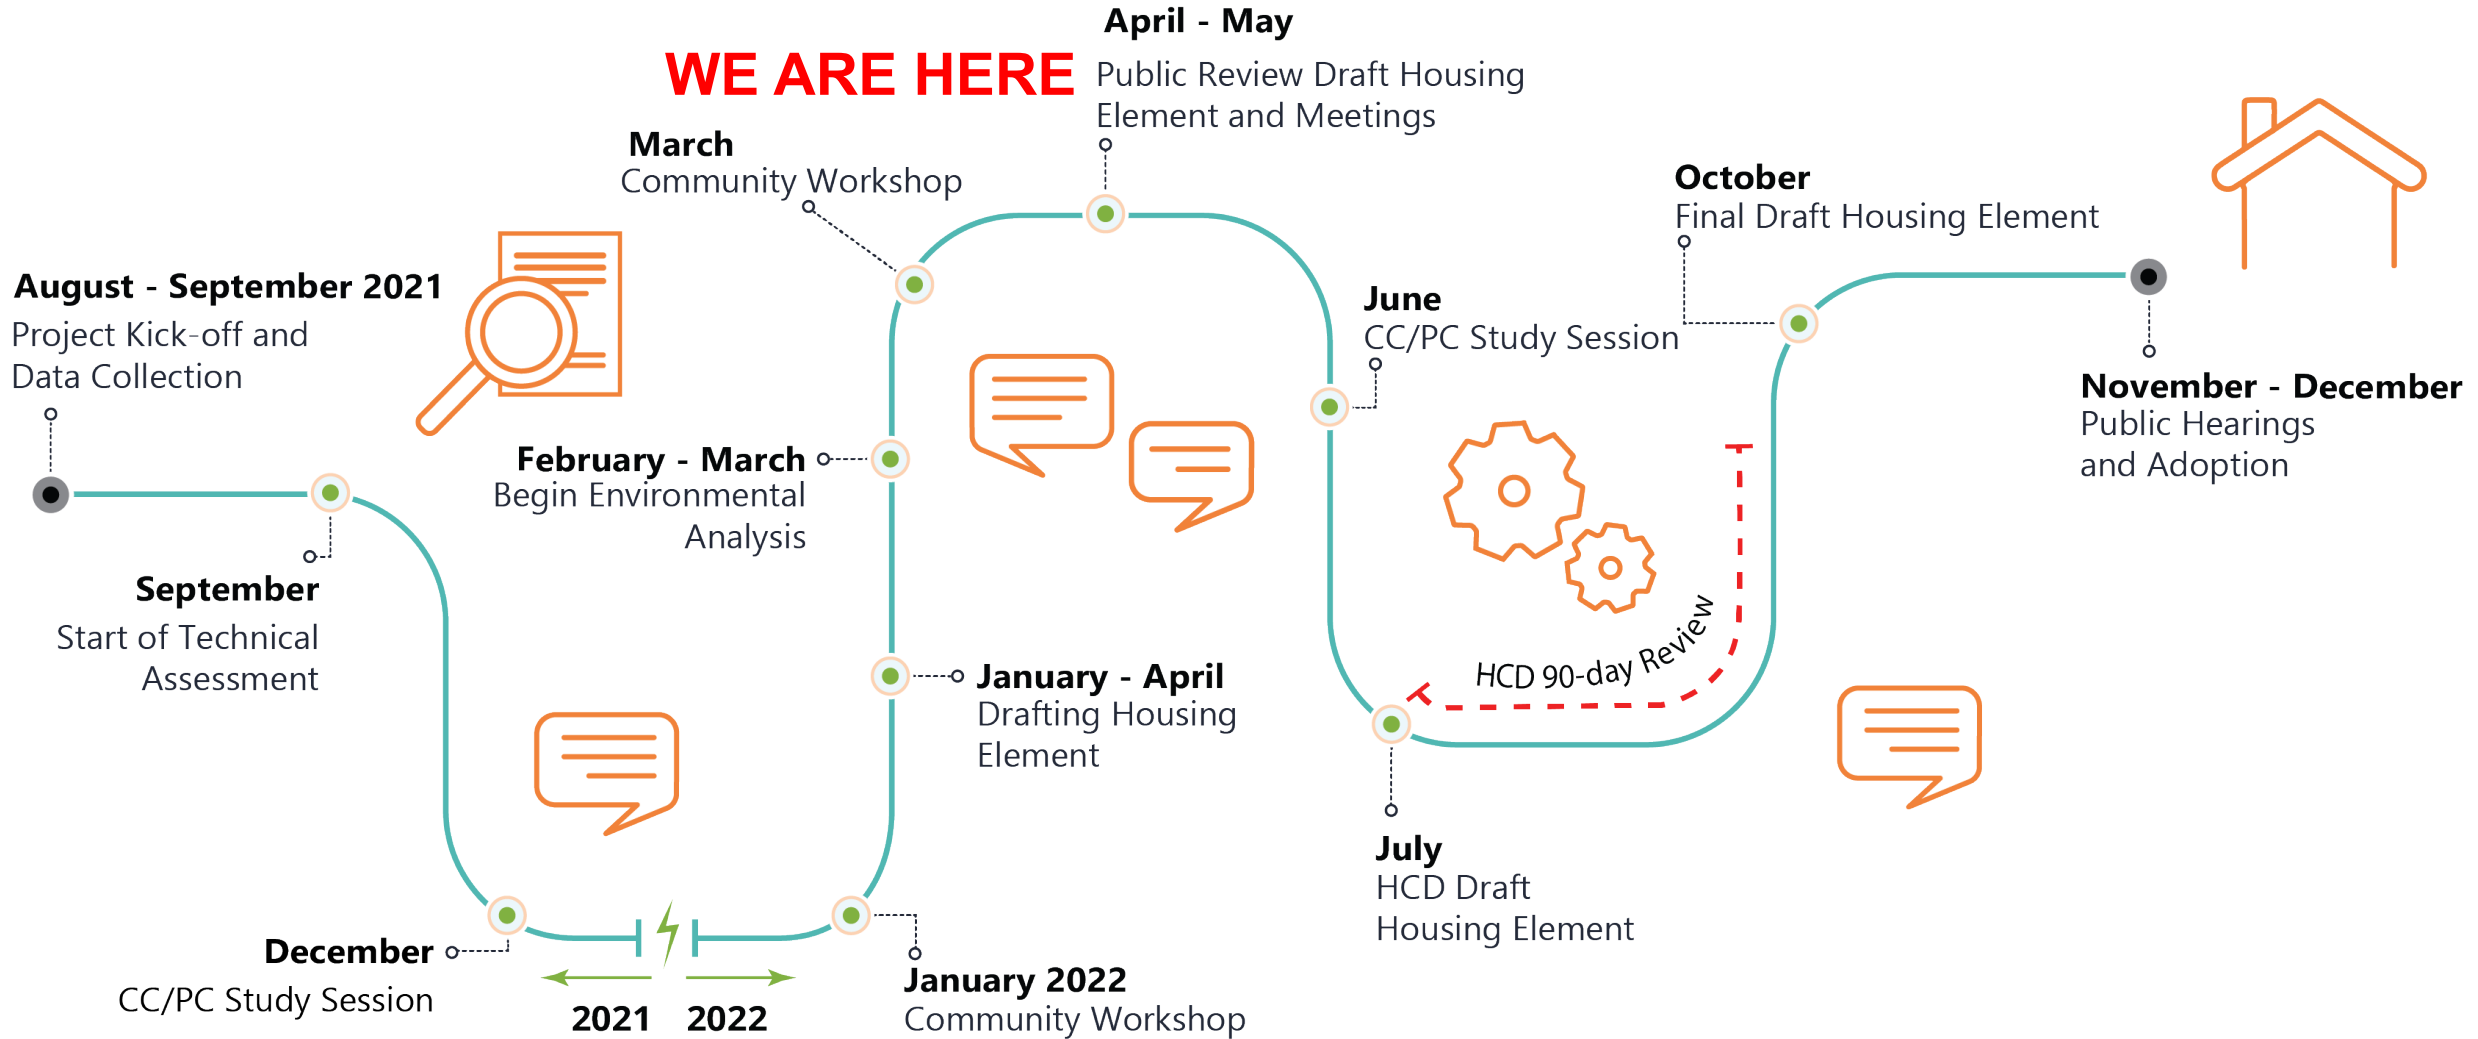 August - September 2021
Project Kick-off and
Data Collection
September
Start of Technical
Assessment
December
CC/PC Study Session
2021
2022
January 2022
Community Workshop
January - April
Drafting Housing
Element
February - March
Begin Environmental
Analysis
March
Community Workshop
WE ARE HERE
April - May
Public Review Draft Housing
Element and Meetings
June
CC/PC Study Session
July
HCD Draft
Housing Element
HCD 90-day Review
October
Final Draft Housing Element
November - December
Public Hearings
and Adoption